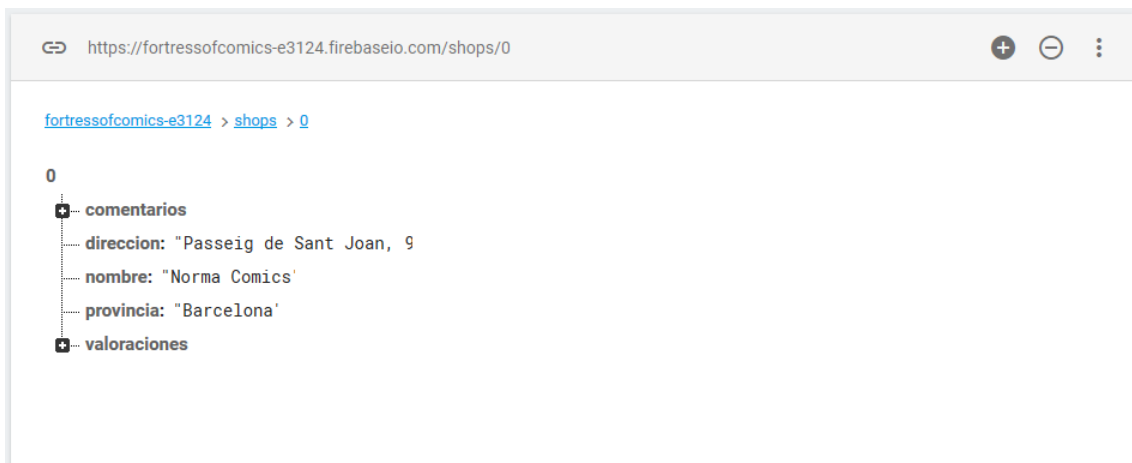 https://fortressofcomics-e3124.firebaseio.com/shops/0
fortressofcomics-e3124 > shops > 0
0
comentarios
direccion: "Passeig de Sant Joan, 9
nombre: "Norma Comics'
provincia: "Barcelona'
valoraciones